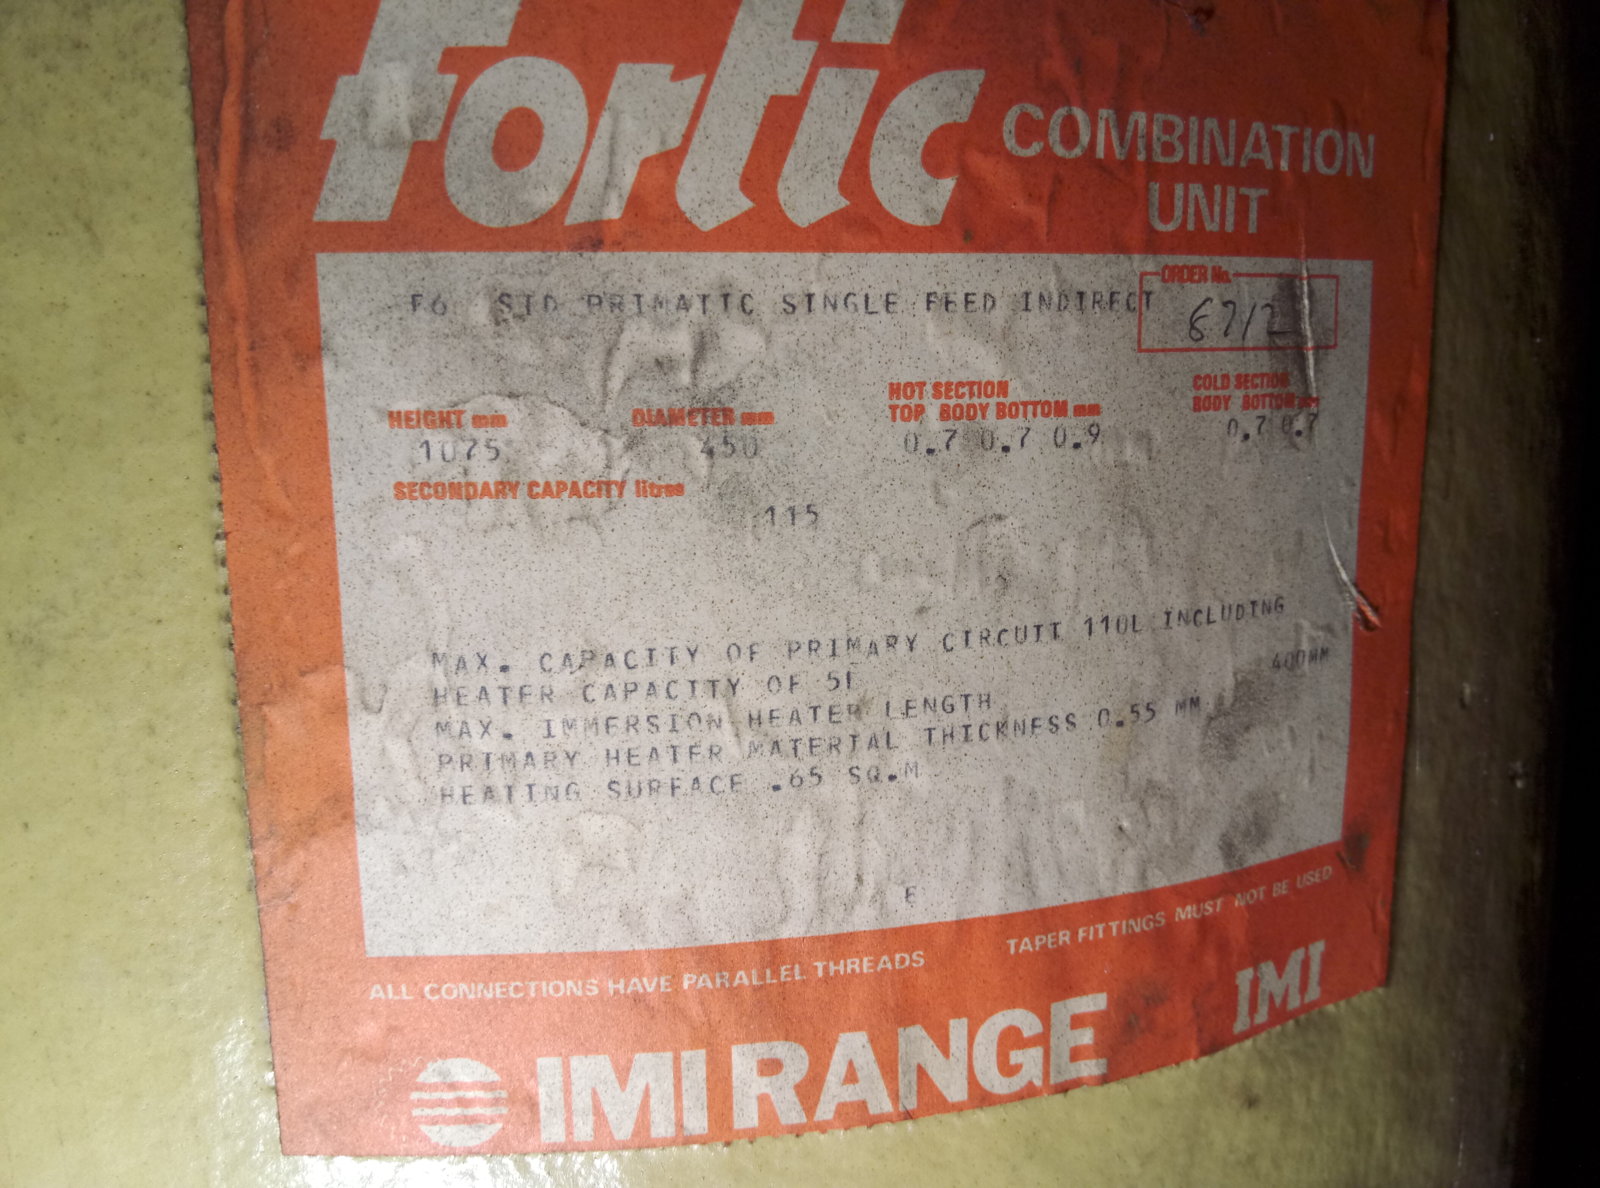 Fortic
COMBINATION
UNIT
ORDER No.
F6 STD PRIMATIC SINGLE FEED INDIRECT
6712
HEIGHT mm DIAMETER mm HOT SECTION TOP BODY BOTTOM mm COLD SECTION BODY BOTTOM mm
1075 450 0.7 0.7 0.9 0.7 0.7
SECONDARY CAPACITY litres
115
MAX. CAPACITY OF PRIMARY CIRCUIT 110L INCLUDING
HEATER CAPACITY OF
MAX. IMMERSION HEATER LENGTH 400MM
PRIMARY HEATER MATERIAL THICKNESS 0.55 MM
HEATING SURFACE .65 SQ.M
E
ALL CONNECTIONS HAVE PARALLEL THREADS TAPER FITTINGS MUST NOT BE USED
IMI RANGE IMI